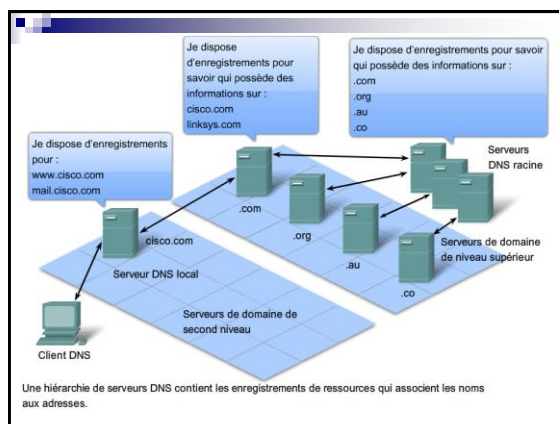 Je dispose
d'enregistrements pour
savoir qui possède des
informations sur :
cisco.com
linksys.com
Je dispose d'enregistrements pour savoir
qui possède des informations sur :
.com
.org
.au
.co
Je dispose d'enregistrements
pour :
www.cisco.com
mail.cisco.com
Serveurs
DNS racine
.com
.org
.au
.co
Serveurs de domaine
de niveau supérieur
cisco.com
Serveur DNS local
Serveurs de domaine de
second niveau
Client DNS
Une hiérarchie de serveurs DNS contient les enregistrements de ressources qui associent les noms
aux adresses.